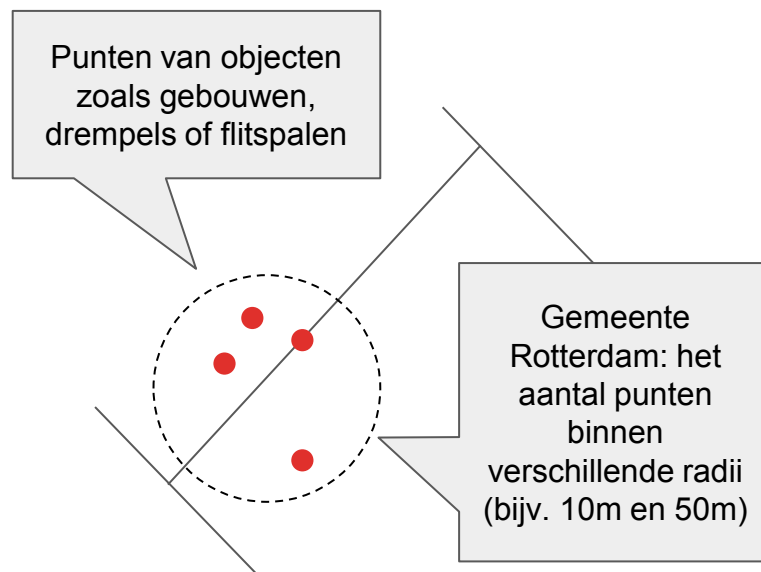 Punten van objecten
zoals gebouwen,
drempels of flitspalen
Gemeente
Rotterdam: het
aantal punten
binnen
verschillende radii
(bijv. 10m en 50m)